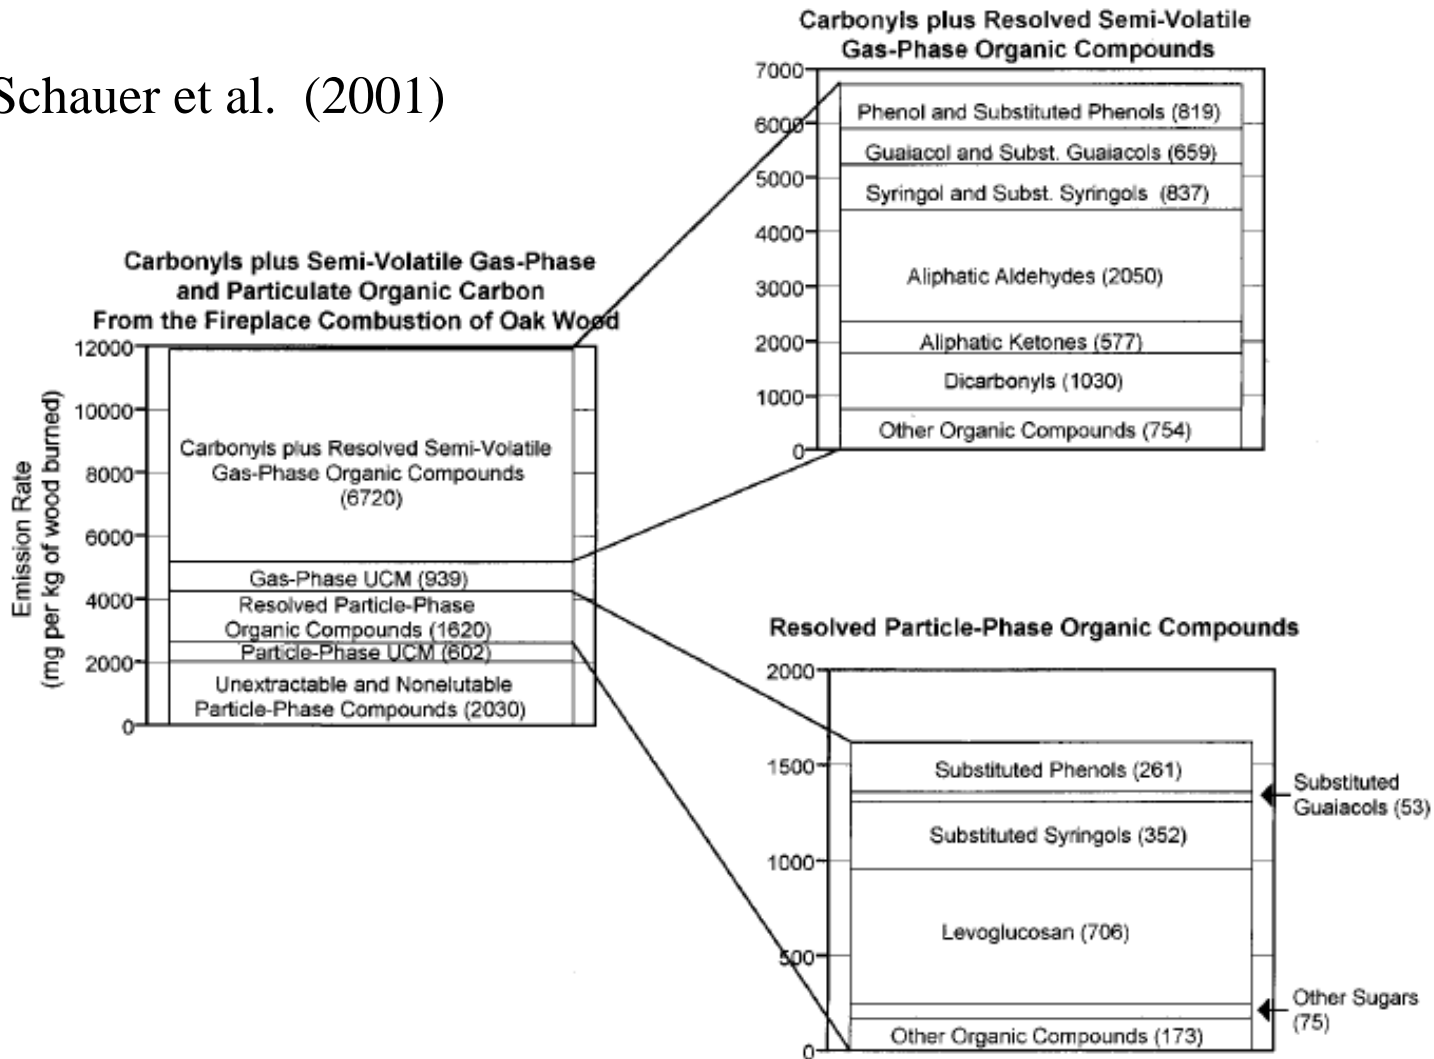 Schauer et al. (2001)
Carbonyls plus Semi-Volatile Gas-Phase
and Particulate Organic Carbon
From the Fireplace Combustion of Oak Wood
Emission Rate
(mg per kg of wood burned)
12000
10000
8000
6000
4000
2000
0
Carbonyls plus Resolved Semi-Volatile
Gas-Phase Organic Compounds
(6720)
Gas-Phase UCM (939)
Resolved Particle-Phase
Organic Compounds (1620)
Particle-Phase UCM (602)
Unextractable and Nonelutable
Particle-Phase Compounds (2030)
Carbonyls plus Resolved Semi-Volatile
Gas-Phase Organic Compounds
7000
6000
5000
4000
3000
2000
1000
0
Phenol and Substituted Phenols (819)
Guaiacol and Subst. Guaiacols (659)
Syringol and Subst. Syringols (837)
Aliphatic Aldehydes (2050)
Aliphatic Ketones (577)
Dicarbonyls (1030)
Other Organic Compounds (754)
Resolved Particle-Phase Organic Compounds
2000
1500
1000
500
0
Substituted Phenols (261)
Substituted
Guaiacols (53)
Substituted Syringols (352)
Levoglucosan (706)
Other Sugars
(75)
Other Organic Compounds (173)